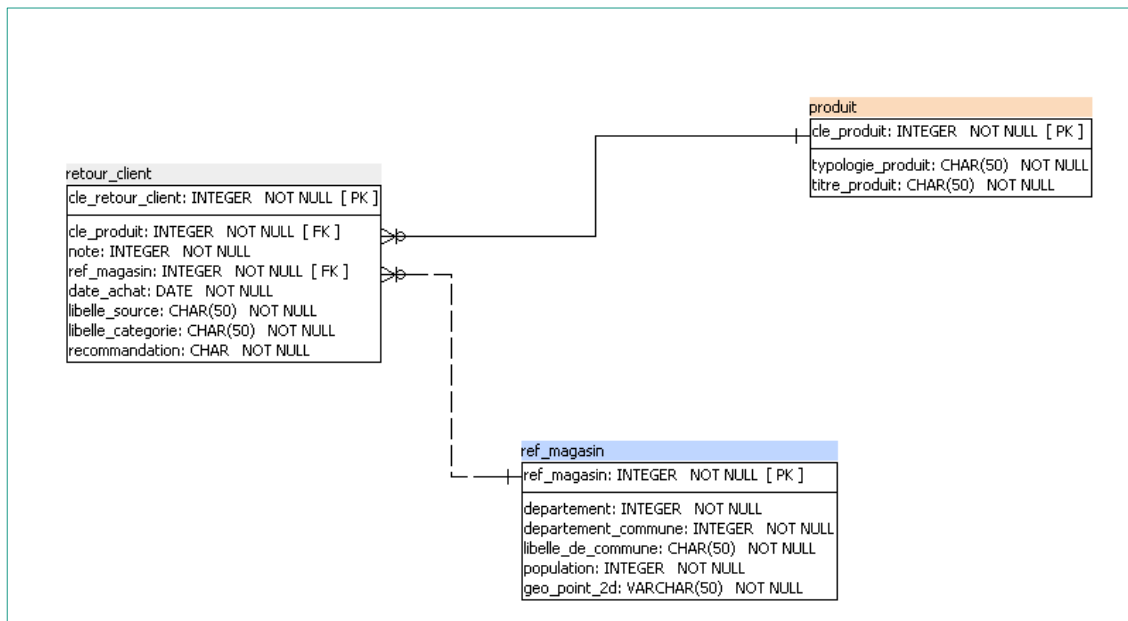 produit
cle_produit: INTEGER NOT NULL [ PK ]
typologie_produit: CHAR(50) NOT NULL
titre_produit: CHAR(50) NOT NULL
retour_client
cle_retour_client: INTEGER NOT NULL [ PK ]
cle_produit: INTEGER NOT NULL [ FK ]
note: INTEGER NOT NULL
ref_magasin: INTEGER NOT NULL [ FK ]
date_achat: DATE NOT NULL
libelle_source: CHAR(50) NOT NULL
libelle_categorie: CHAR(50) NOT NULL
recommandation: CHAR NOT NULL
ref_magasin
ref_magasin: INTEGER NOT NULL [ PK ]
departement: INTEGER NOT NULL
departement_commune: INTEGER NOT NULL
libelle_de_commune: CHAR(50) NOT NULL
population: INTEGER NOT NULL
geo_point_2d: VARCHAR(50) NOT NULL